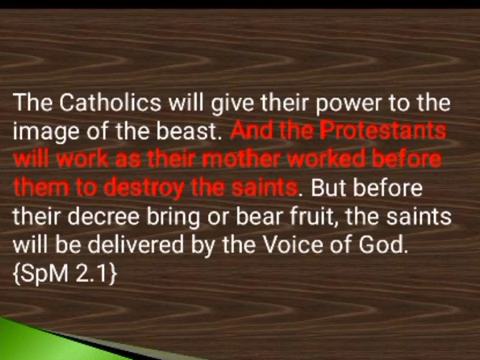 The Catholics will give their power to the
image of the beast. And the Protestants
will work as their mother worked before
them to destroy the saints. But before
their decree bring or bear fruit, the saints
will be delivered by the Voice of God.
{SpM 2.1}